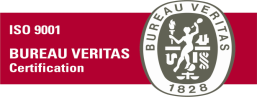 ISO 9001
BUREAU VERITAS
Certification
BUREAU VERITAS
1828